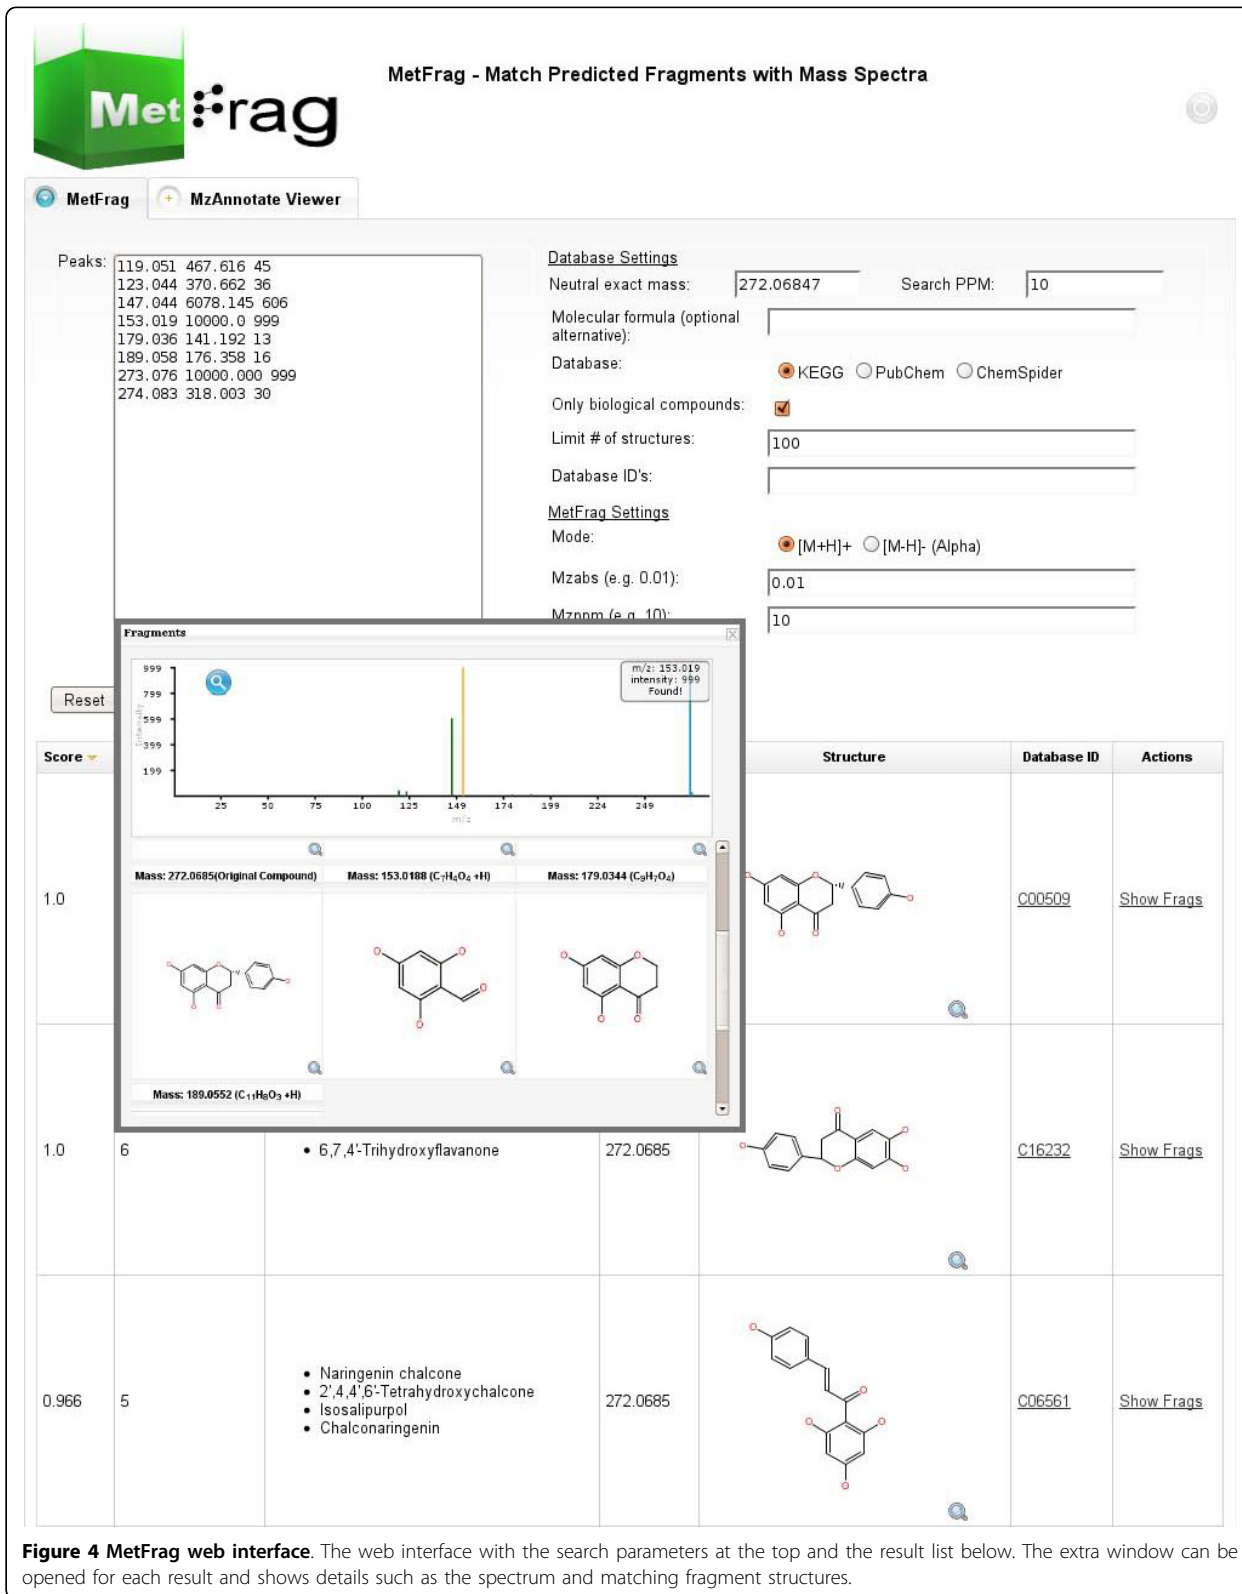 MetFrag
MetFrag - Match Predicted Fragments with Mass Spectra
MetFrag
MzAnnotate Viewer
Peaks:
119.051 467.616 45
123.044 370.662 36
147.044 6078.145 606
153.019 10000.0 999
179.036 141.192 13
189.058 176.358 16
273.076 10000.000 999
274.083 318.003 30
Database Settings
Neutral exact mass: 272.06847 Search PPM: 10
Molecular formula (optional
alternative):
Database: KEGG PubChem ChemSpider
Only biological compounds:
Limit # of structures: 100
Database ID's:
MetFrag Settings
Mode: [M+H]+ [M-H]- (Alpha)
Mzabs (e.g. 0.01): 0.01
Mzppm (e.g. 10): 10
Reset
Fragments
999
799
599
399
199
Intensity
25 50 75 100 125 149 174 199 224 249
m/z
m/z: 153.019
intensity: 999
Found!
Mass: 272.0685(Original Compound) Mass: 153.0188 (C₇H₄O₄ +H) Mass: 179.0344 (C₉H₇O₄)
O O O O O
O O O O
O O O O
Mass: 189.0552 (C₁₁H₈O₃ +H)
Score Structure Database ID Actions
1.0 C00509 Show Frags
O O O O O
1.0 6 • 6,7,4'-Trihydroxyflavanone 272.0685 C16232 Show Frags
O O O O O
0.966 5 272.0685 C06561 Show Frags
• Naringenin chalcone
• 2',4,4',6'-Tetrahydroxychalcone
• Isosalipurpol
• Chalconaringenin
O O O O O
Figure 4 MetFrag web interface. The web interface with the search parameters at the top and the result list below. The extra window can be
opened for each result and shows details such as the spectrum and matching fragment structures.